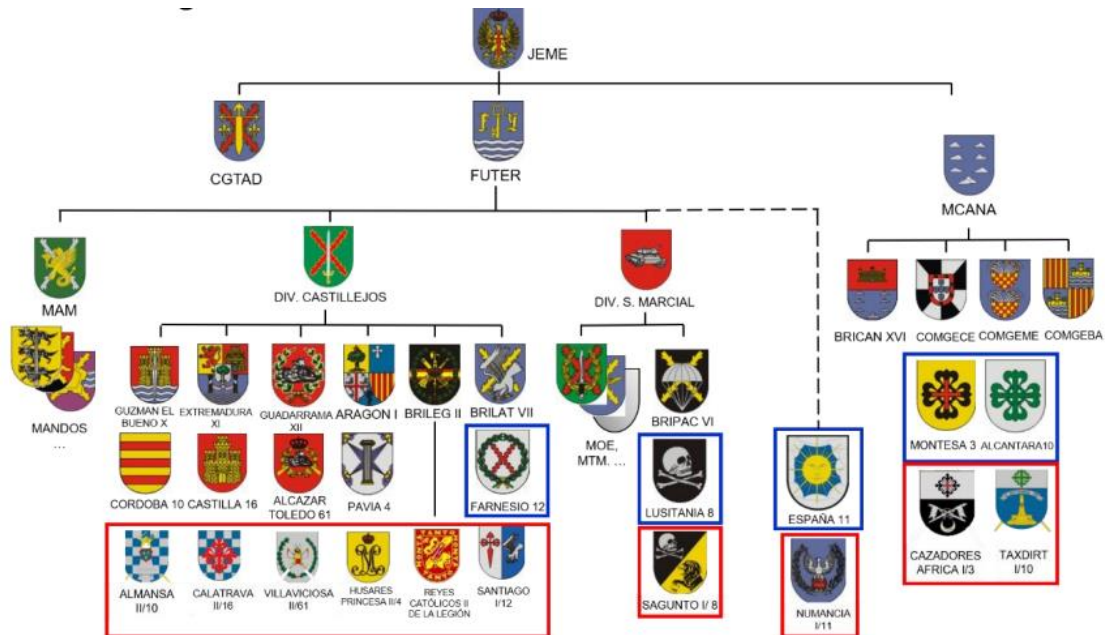 JEME
CGTAD
FUTER
MCANA
MAM
DIV. CASTILLEJOS
DIV. S. MARCIAL
BRICAN XVI
COMGECE
COMGEME
COMGEBA
MANDOS
...
GUZMAN EL
BUENO X
EXTREMADURA
XI
GUADARRAMA
XII
ARAGON I
BRILEG II
BRILAT VII
MOE,
MTM. ...
BRIPAC VI
MONTESA 3
ALCANTARA10
CORDOBA 10
CASTILLA 16
ALCAZAR
TOLEDO 61
PAVIA 4
FARNESIO 12
LUSITANIA 8
ESPAÑA 11
CAZADORES
AFRICA I/3
TAXDIRT
I/10
ALMANSA
II/10
CALATRAVA
II/16
VILLAVICIOSA
II/61
HUSARES
PRINCESA II/4
REYES
CATÓLICOS II
DE LA LEGIÓN
SANTIAGO
I/12
SAGUNTO I/ 8
NUMANCIA
I/11